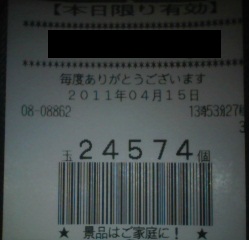 【本日限り有効】
毎度ありがとうございます
2011年04月15日
08-08862
玉 24574 個
★ 景品はご家庭に！ ★